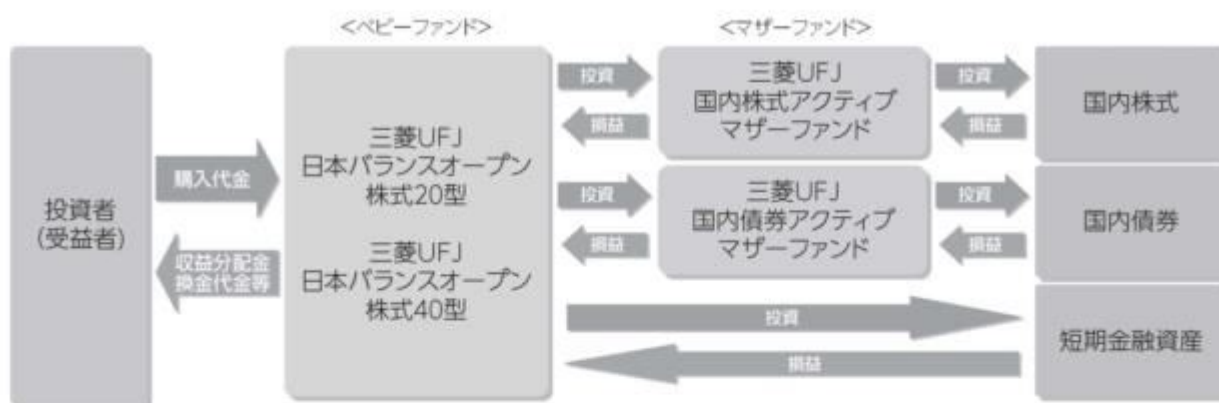 <ベビーファンド>
<マザーファンド>
投資者
(受益者)
購入代金
収益分配金
換金代金等
三菱UFJ
日本バランスオープン
株式20型
三菱UFJ
日本バランスオープン
株式40型
投資
損益
三菱UFJ
国内株式アクティブ
マザーファンド
投資
損益
国内株式
投資
損益
三菱UFJ
国内債券アクティブ
マザーファンド
投資
損益
国内債券
投資
損益
短期金融資産